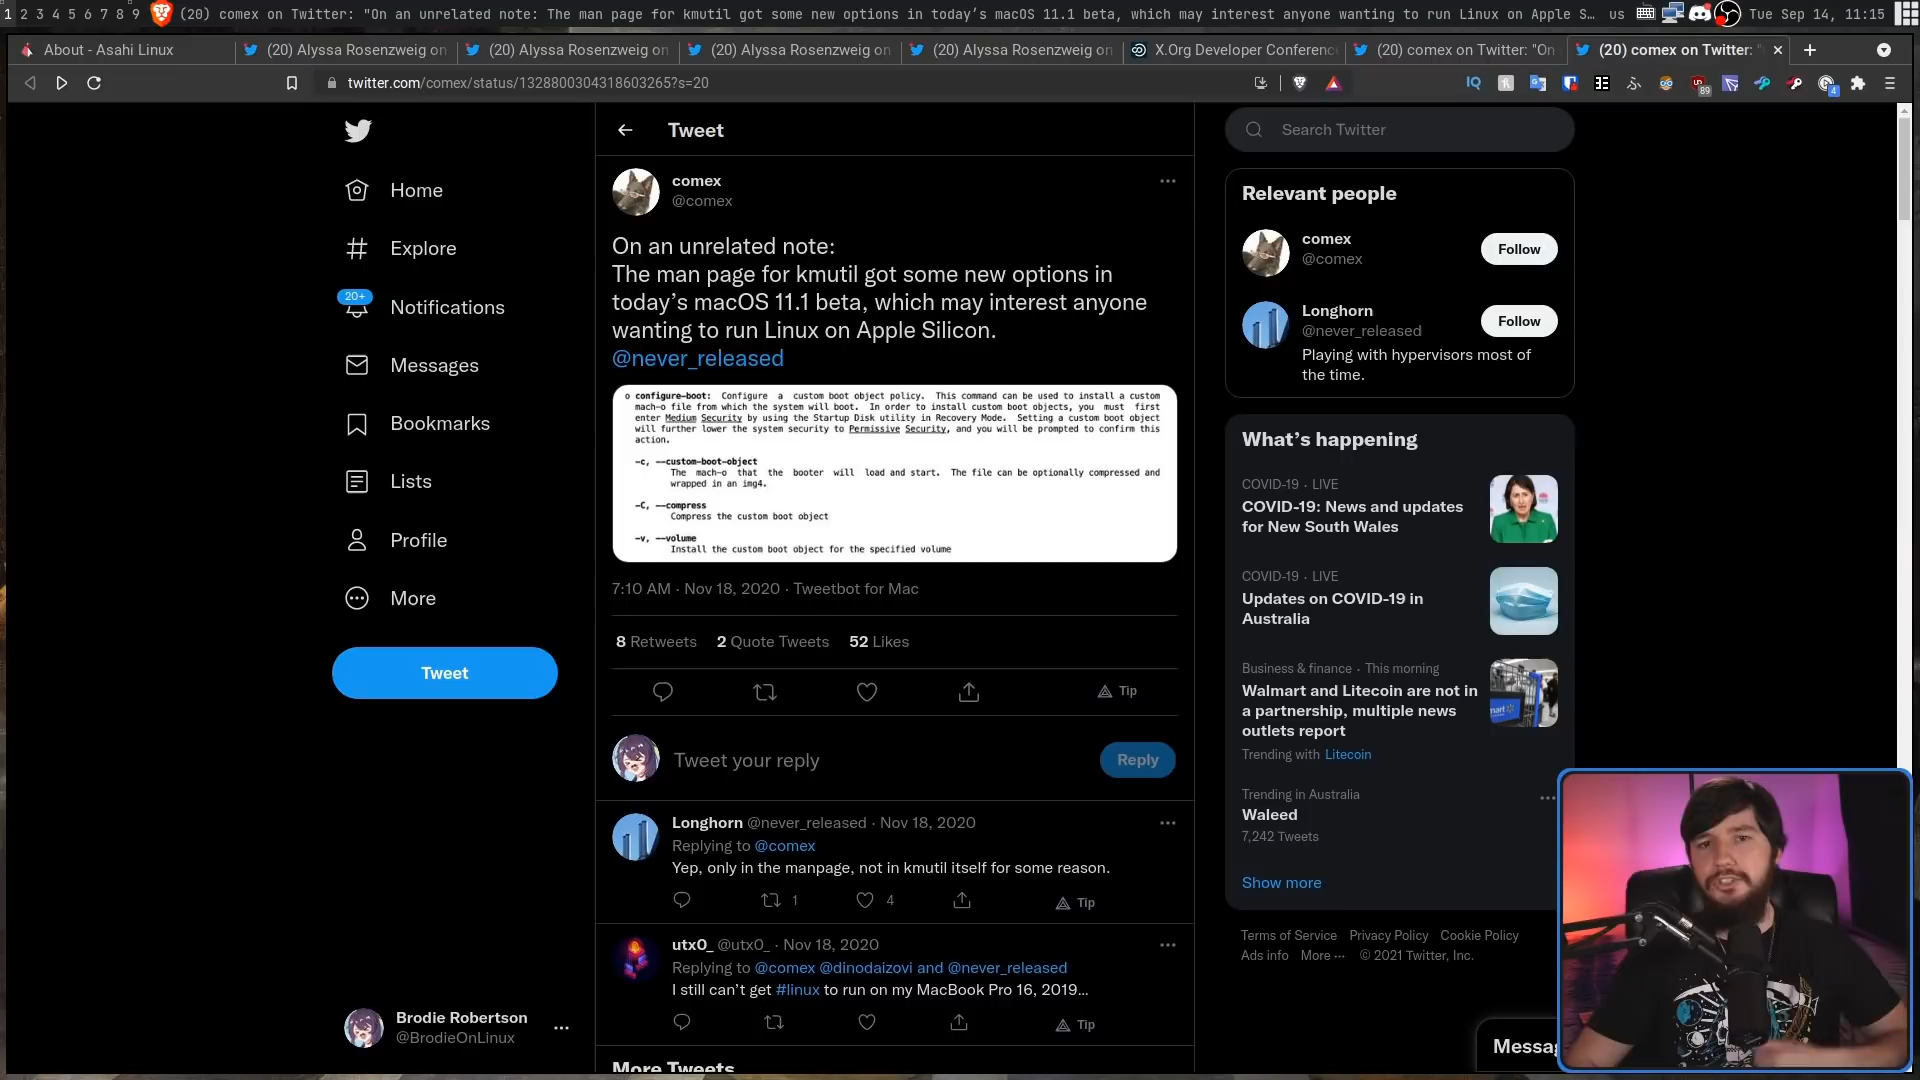 1 2 3 4 5 6 7 8 9
(20) comex on Twitter: "On an unrelated note: The man page for kmutil got some new options in today's macOS 11.1 beta, which may interest anyone wanting to run Linux on Apple S…
us
Tue Sep 14, 11:15
About - Asahi Linux
(20) Alyssa Rosenzweig on
(20) Alyssa Rosenzweig on
(20) Alyssa Rosenzweig on
(20) Alyssa Rosenzweig on
X.Org Developer Conferenc
(20) comex on Twitter: "On
(20) comex on Twitter: "
twitter.com/comex/status/1328800304318603265?s=20
IQ
89
4
Home
Explore
20+
Notifications
Messages
Bookmarks
Lists
Profile
More
Tweet
Brodie Robertson
@BrodieOnLinux
Tweet
comex
@comex
On an unrelated note:
The man page for kmutil got some new options in
today's macOS 11.1 beta, which may interest anyone
wanting to run Linux on Apple Silicon.
@never_released
o configure-boot: Configure a custom boot object policy. This command can be used to install a custom
mach-o file from which the system will boot. In order to install custom boot objects, you must first
enter Medium Security by using the Startup Disk utility in Recovery Mode. Setting a custom boot object
will further lower the system security to Permissive Security, and you will be prompted to confirm this
action.
-c, --custom-boot-object
The mach-o that the booter will load and start. The file can be optionally compressed and
wrapped in an img4.
-C, --compress
Compress the custom boot object
-v, --volume
Install the custom boot object for the specified volume
7:10 AM · Nov 18, 2020 · Tweetbot for Mac
8 Retweets 2 Quote Tweets 52 Likes
Tip
Tweet your reply
Reply
Longhorn @never_released · Nov 18, 2020
Replying to @comex
Yep, only in the manpage, not in kmutil itself for some reason.
1
4
Tip
utx0_ @utx0_ · Nov 18, 2020
Replying to @comex @dinodaizovi and @never_released
I still can't get #linux to run on my MacBook Pro 16, 2019...
Tip
More Tweets
Search Twitter
Relevant people
comex
@comex
Follow
Longhorn
@never_released
Follow
Playing with hypervisors most of
the time.
What's happening
COVID-19 · LIVE
COVID-19: News and updates
for New South Wales
COVID-19 · LIVE
Updates on COVID-19 in
Australia
Business & finance · This morning
Walmart and Litecoin are not in
a partnership, multiple news
outlets report
Trending with Litecoin
Trending in Australia
Waleed
7,242 Tweets
Show more
Terms of Service Privacy Policy Cookie Policy
Ads info More ··· © 2021 Twitter, Inc.
Messa